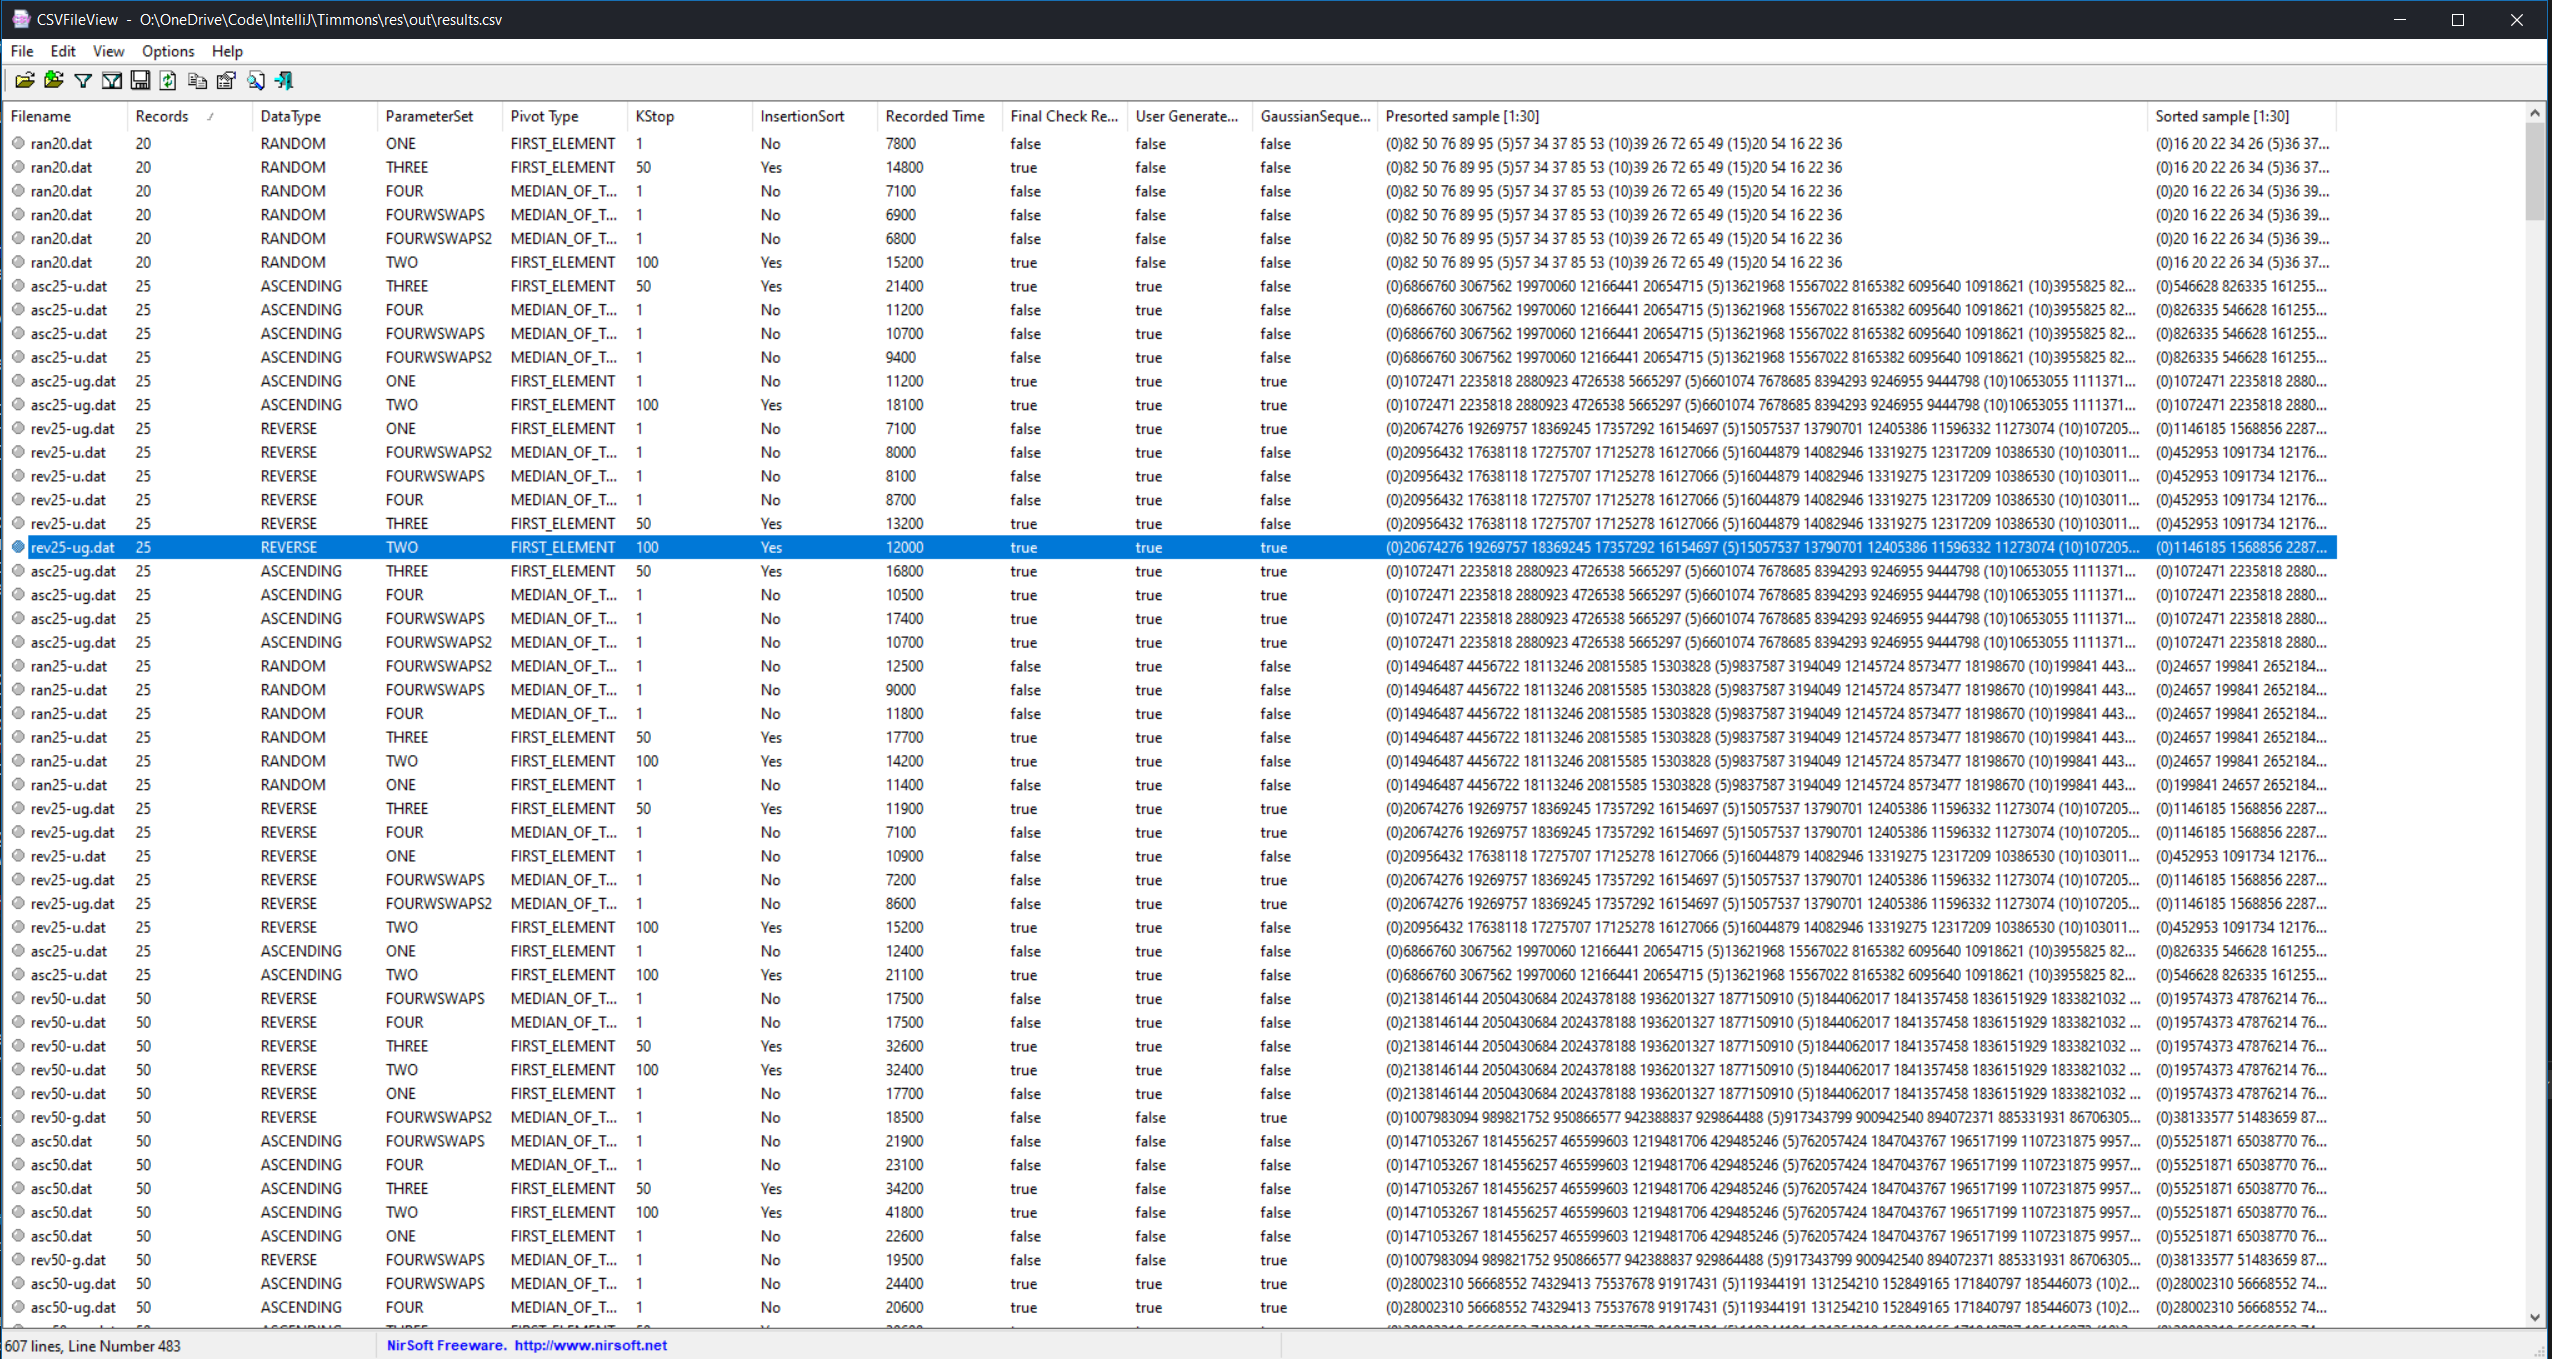 CSVFileView - O:\OneDrive\Code\IntelliJ\Timmons\res\out\results.csv
File Edit View Options Help
Filename Records DataType ParameterSet Pivot Type KStop InsertionSort Recorded Time Final Check Re... User Generate... GaussianSeque... Presorted sample [1:30] Sorted sample [1:30]
ran20.dat 20 RANDOM ONE FIRST_ELEMENT 1 No 7800 false false false (0)82 50 76 89 95 (5)57 34 37 85 53 (10)39 26 72 65 49 (15)20 54 16 22 36 (0)16 20 22 34 26 (5)36 37...
ran20.dat 20 RANDOM THREE FIRST_ELEMENT 50 Yes 14800 true false false (0)82 50 76 89 95 (5)57 34 37 85 53 (10)39 26 72 65 49 (15)20 54 16 22 36 (0)16 20 22 26 34 (5)36 37...
ran20.dat 20 RANDOM FOUR MEDIAN_OF_T... 1 No 7100 false false false (0)82 50 76 89 95 (5)57 34 37 85 53 (10)39 26 72 65 49 (15)20 54 16 22 36 (0)20 16 22 26 34 (5)36 39...
ran20.dat 20 RANDOM FOURWSWAPS MEDIAN_OF_T... 1 No 6900 false false false (0)82 50 76 89 95 (5)57 34 37 85 53 (10)39 26 72 65 49 (15)20 54 16 22 36 (0)20 16 22 26 34 (5)36 39...
ran20.dat 20 RANDOM FOURWSWAPS2 MEDIAN_OF_T... 1 No 6800 false false false (0)82 50 76 89 95 (5)57 34 37 85 53 (10)39 26 72 65 49 (15)20 54 16 22 36 (0)20 16 22 26 34 (5)36 39...
ran20.dat 20 RANDOM TWO FIRST_ELEMENT 100 Yes 15200 true false false (0)82 50 76 89 95 (5)57 34 37 85 53 (10)39 26 72 65 49 (15)20 54 16 22 36 (0)16 20 22 26 34 (5)36 37...
asc25-u.dat 25 ASCENDING THREE FIRST_ELEMENT 50 Yes 21400 true true false (0)6866760 3067562 19970060 12166441 20654715 (5)13621968 15567022 8165382 6095640 10918621 (10)3955825 82... (0)546628 826335 161255...
asc25-u.dat 25 ASCENDING FOUR MEDIAN_OF_T... 1 No 11200 false true false (0)6866760 3067562 19970060 12166441 20654715 (5)13621968 15567022 8165382 6095640 10918621 (10)3955825 82... (0)826335 546628 161255...
asc25-u.dat 25 ASCENDING FOURWSWAPS MEDIAN_OF_T... 1 No 10700 false true false (0)6866760 3067562 19970060 12166441 20654715 (5)13621968 15567022 8165382 6095640 10918621 (10)3955825 82... (0)826335 546628 161255...
asc25-u.dat 25 ASCENDING FOURWSWAPS2 MEDIAN_OF_T... 1 No 9400 false true false (0)6866760 3067562 19970060 12166441 20654715 (5)13621968 15567022 8165382 6095640 10918621 (10)3955825 82... (0)826335 546628 161255...
asc25-ug.dat 25 ASCENDING ONE FIRST_ELEMENT 1 No 11200 true true true (0)1072471 2235818 2880923 4726538 5665297 (5)6601074 7678685 8394293 9246955 9444798 (10)10653055 1111371... (0)1072471 2235818 2880...
asc25-ug.dat 25 ASCENDING TWO FIRST_ELEMENT 100 Yes 18100 true true true (0)1072471 2235818 2880923 4726538 5665297 (5)6601074 7678685 8394293 9246955 9444798 (10)10653055 1111371... (0)1072471 2235818 2880...
rev25-ug.dat 25 REVERSE ONE FIRST_ELEMENT 1 No 7100 false true true (0)20674276 19269757 18369245 17357292 16154697 (5)15057537 13790701 12405386 11596332 11273074 (10)107205... (0)1146185 1568856 2287...
rev25-u.dat 25 REVERSE FOURWSWAPS2 MEDIAN_OF_T... 1 No 8000 false true false (0)20956432 17638118 17275707 17125278 16127066 (5)16044879 14082946 13319275 12317209 10386530 (10)103011... (0)452953 1091734 12176...
rev25-u.dat 25 REVERSE FOURWSWAPS MEDIAN_OF_T... 1 No 8100 false true false (0)20956432 17638118 17275707 17125278 16127066 (5)16044879 14082946 13319275 12317209 10386530 (10)103011... (0)452953 1091734 12176...
rev25-u.dat 25 REVERSE FOUR MEDIAN_OF_T... 1 No 8700 false true false (0)20956432 17638118 17275707 17125278 16127066 (5)16044879 14082946 13319275 12317209 10386530 (10)103011... (0)452953 1091734 12176...
rev25-u.dat 25 REVERSE THREE FIRST_ELEMENT 50 Yes 13200 true true false (0)20956432 17638118 17275707 17125278 16127066 (5)16044879 14082946 13319275 12317209 10386530 (10)103011... (0)452953 1091734 12176...
rev25-ug.dat 25 REVERSE TWO FIRST_ELEMENT 100 Yes 12000 true true true (0)20674276 19269757 18369245 17357292 16154697 (5)15057537 13790701 12405386 11596332 11273074 (10)107205... (0)1146185 1568856 2287...
asc25-ug.dat 25 ASCENDING THREE FIRST_ELEMENT 50 Yes 16800 true true true (0)1072471 2235818 2880923 4726538 5665297 (5)6601074 7678685 8394293 9246955 9444798 (10)10653055 1111371... (0)1072471 2235818 2880...
asc25-ug.dat 25 ASCENDING FOUR MEDIAN_OF_T... 1 No 10500 true true true (0)1072471 2235818 2880923 4726538 5665297 (5)6601074 7678685 8394293 9246955 9444798 (10)10653055 1111371... (0)1072471 2235818 2880...
asc25-ug.dat 25 ASCENDING FOURWSWAPS MEDIAN_OF_T... 1 No 17400 true true true (0)1072471 2235818 2880923 4726538 5665297 (5)6601074 7678685 8394293 9246955 9444798 (10)10653055 1111371... (0)1072471 2235818 2880...
asc25-ug.dat 25 ASCENDING FOURWSWAPS2 MEDIAN_OF_T... 1 No 10700 true true true (0)1072471 2235818 2880923 4726538 5665297 (5)6601074 7678685 8394293 9246955 9444798 (10)10653055 1111371... (0)1072471 2235818 2880...
ran25-u.dat 25 RANDOM FOURWSWAPS2 MEDIAN_OF_T... 1 No 12500 false true false (0)14946487 4456722 18113246 20815585 15303828 (5)9837587 3194049 12145724 8573477 18198670 (10)199841 443... (0)24657 199841 2652184...
ran25-u.dat 25 RANDOM FOURWSWAPS MEDIAN_OF_T... 1 No 9000 false true false (0)14946487 4456722 18113246 20815585 15303828 (5)9837587 3194049 12145724 8573477 18198670 (10)199841 443... (0)24657 199841 2652184...
ran25-u.dat 25 RANDOM FOUR MEDIAN_OF_T... 1 No 11800 false true false (0)14946487 4456722 18113246 20815585 15303828 (5)9837587 3194049 12145724 8573477 18198670 (10)199841 443... (0)24657 199841 2652184...
ran25-u.dat 25 RANDOM THREE FIRST_ELEMENT 50 Yes 17700 true true false (0)14946487 4456722 18113246 20815585 15303828 (5)9837587 3194049 12145724 8573477 18198670 (10)199841 443... (0)24657 199841 2652184...
ran25-u.dat 25 RANDOM TWO FIRST_ELEMENT 100 Yes 14200 true true false (0)14946487 4456722 18113246 20815585 15303828 (5)9837587 3194049 12145724 8573477 18198670 (10)199841 443... (0)24657 199841 2652184...
ran25-u.dat 25 RANDOM ONE FIRST_ELEMENT 1 No 11400 false true false (0)14946487 4456722 18113246 20815585 15303828 (5)9837587 3194049 12145724 8573477 18198670 (10)199841 443... (0)199841 24657 2652184...
rev25-ug.dat 25 REVERSE THREE FIRST_ELEMENT 50 Yes 11900 true true true (0)20674276 19269757 18369245 17357292 16154697 (5)15057537 13790701 12405386 11596332 11273074 (10)107205... (0)1146185 1568856 2287...
rev25-ug.dat 25 REVERSE FOUR MEDIAN_OF_T... 1 No 7100 false true true (0)20674276 19269757 18369245 17357292 16154697 (5)15057537 13790701 12405386 11596332 11273074 (10)107205... (0)1146185 1568856 2287...
rev25-u.dat 25 REVERSE ONE FIRST_ELEMENT 1 No 10900 false true false (0)20956432 17638118 17275707 17125278 16127066 (5)16044879 14082946 13319275 12317209 10386530 (10)103011... (0)452953 1091734 12176...
rev25-ug.dat 25 REVERSE FOURWSWAPS MEDIAN_OF_T... 1 No 7200 false true true (0)20674276 19269757 18369245 17357292 16154697 (5)15057537 13790701 12405386 11596332 11273074 (10)107205... (0)1146185 1568856 2287...
rev25-ug.dat 25 REVERSE FOURWSWAPS2 MEDIAN_OF_T... 1 No 8600 false true true (0)20674276 19269757 18369245 17357292 16154697 (5)15057537 13790701 12405386 11596332 11273074 (10)107205... (0)1146185 1568856 2287...
rev25-u.dat 25 REVERSE TWO FIRST_ELEMENT 100 Yes 15200 true true false (0)20956432 17638118 17275707 17125278 16127066 (5)16044879 14082946 13319275 12317209 10386530 (10)103011... (0)452953 1091734 12176...
asc25-u.dat 25 ASCENDING ONE FIRST_ELEMENT 1 No 12400 false true false (0)6866760 3067562 19970060 12166441 20654715 (5)13621968 15567022 8165382 6095640 10918621 (10)3955825 82... (0)826335 546628 161255...
asc25-u.dat 25 ASCENDING TWO FIRST_ELEMENT 100 Yes 21100 true true false (0)6866760 3067562 19970060 12166441 20654715 (5)13621968 15567022 8165382 6095640 10918621 (10)3955825 82... (0)546628 826335 161255...
rev50-u.dat 50 REVERSE FOURWSWAPS MEDIAN_OF_T... 1 No 17500 false true false (0)2138146144 2050430684 2024378188 1936201327 1877150910 (5)1844062017 1841357458 1836151929 1833821032 ... (0)19574373 47876214 76...
rev50-u.dat 50 REVERSE FOUR MEDIAN_OF_T... 1 No 17500 false true false (0)2138146144 2050430684 2024378188 1936201327 1877150910 (5)1844062017 1841357458 1836151929 1833821032 ... (0)19574373 47876214 76...
rev50-u.dat 50 REVERSE THREE FIRST_ELEMENT 50 Yes 32600 true true false (0)2138146144 2050430684 2024378188 1936201327 1877150910 (5)1844062017 1841357458 1836151929 1833821032 ... (0)19574373 47876214 76...
rev50-u.dat 50 REVERSE TWO FIRST_ELEMENT 100 Yes 32400 true true false (0)2138146144 2050430684 2024378188 1936201327 1877150910 (5)1844062017 1841357458 1836151929 1833821032 ... (0)19574373 47876214 76...
rev50-u.dat 50 REVERSE ONE FIRST_ELEMENT 1 No 17700 false true false (0)2138146144 2050430684 2024378188 1936201327 1877150910 (5)1844062017 1841357458 1836151929 1833821032 ... (0)19574373 47876214 76...
rev50-g.dat 50 REVERSE FOURWSWAPS2 MEDIAN_OF_T... 1 No 18500 false false true (0)1007983094 989821752 950866577 942388837 929864488 (5)917343799 900942540 894072371 885331931 86706305... (0)38133577 51483659 87...
asc50.dat 50 ASCENDING FOURWSWAPS MEDIAN_OF_T... 1 No 21900 false false false (0)1471053267 1814556257 465599603 1219481706 429485246 (5)762057424 1847043767 196517199 1107231875 9957... (0)55251871 65038770 76...
asc50.dat 50 ASCENDING FOUR MEDIAN_OF_T... 1 No 23100 false false false (0)1471053267 1814556257 465599603 1219481706 429485246 (5)762057424 1847043767 196517199 1107231875 9957... (0)55251871 65038770 76...
asc50.dat 50 ASCENDING THREE FIRST_ELEMENT 50 Yes 34200 true false false (0)1471053267 1814556257 465599603 1219481706 429485246 (5)762057424 1847043767 196517199 1107231875 9957... (0)55251871 65038770 76...
asc50.dat 50 ASCENDING TWO FIRST_ELEMENT 100 Yes 41800 true false false (0)1471053267 1814556257 465599603 1219481706 429485246 (5)762057424 1847043767 196517199 1107231875 9957... (0)55251871 65038770 76...
asc50.dat 50 ASCENDING ONE FIRST_ELEMENT 1 No 22600 false false false (0)1471053267 1814556257 465599603 1219481706 429485246 (5)762057424 1847043767 196517199 1107231875 9957... (0)55251871 65038770 76...
rev50-g.dat 50 REVERSE FOURWSWAPS MEDIAN_OF_T... 1 No 19500 false false true (0)1007983094 989821752 950866577 942388837 929864488 (5)917343799 900942540 894072371 885331931 86706305... (0)38133577 51483659 87...
asc50-ug.dat 50 ASCENDING FOURWSWAPS MEDIAN_OF_T... 1 No 24400 true true true (0)28002310 56668552 74329413 75537678 91917431 (5)119344191 131254210 152849165 171840797 185446073 (10)2... (0)28002310 56668552 74...
asc50-ug.dat 50 ASCENDING FOUR MEDIAN_OF_T... 1 No 20600 true true true (0)28002310 56668552 74329413 75537678 91917431 (5)119344191 131254210 152849165 171840797 185446073 (10)2... (0)28002310 56668552 74...
607 lines, Line Number 483 NirSoft Freeware. http://www.nirsoft.net